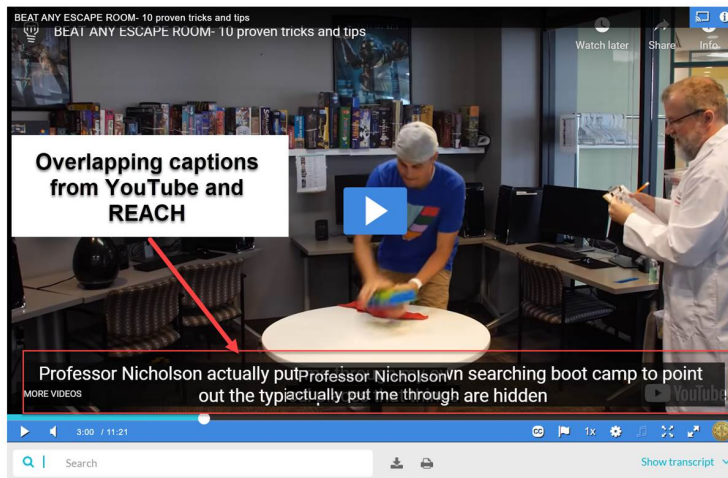 BEAT ANY ESCAPE ROOM- 10 proven tricks and tips
BEAT ANY ESCAPE ROOM- 10 proven tricks and tips
Watch later
Share
Info
Overlapping captions
from YouTube and
REACH
Professor Nicholson actually put searching boot camp to point
out the are hidden
Professor Nicholson
actually put me through
MORE VIDEOS
YouTube
3:00 / 11:21
CC
1x
Search
Show transcript